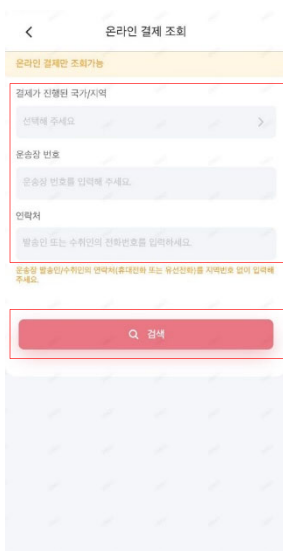 온라인 결제 조회
온라인 결제만 조회가능
결제가 진행된 국가/지역
선택해 주세요
운송장 번호
운송장 번호를 입력해 주세요.
연락처
발송인 또는 수취인의 전화번호를 입력하세요.
운송장 발송인/수취인의 연락처(휴대전화 또는 유선전화)를 지역번호 없이 입력해
주세요.
검색